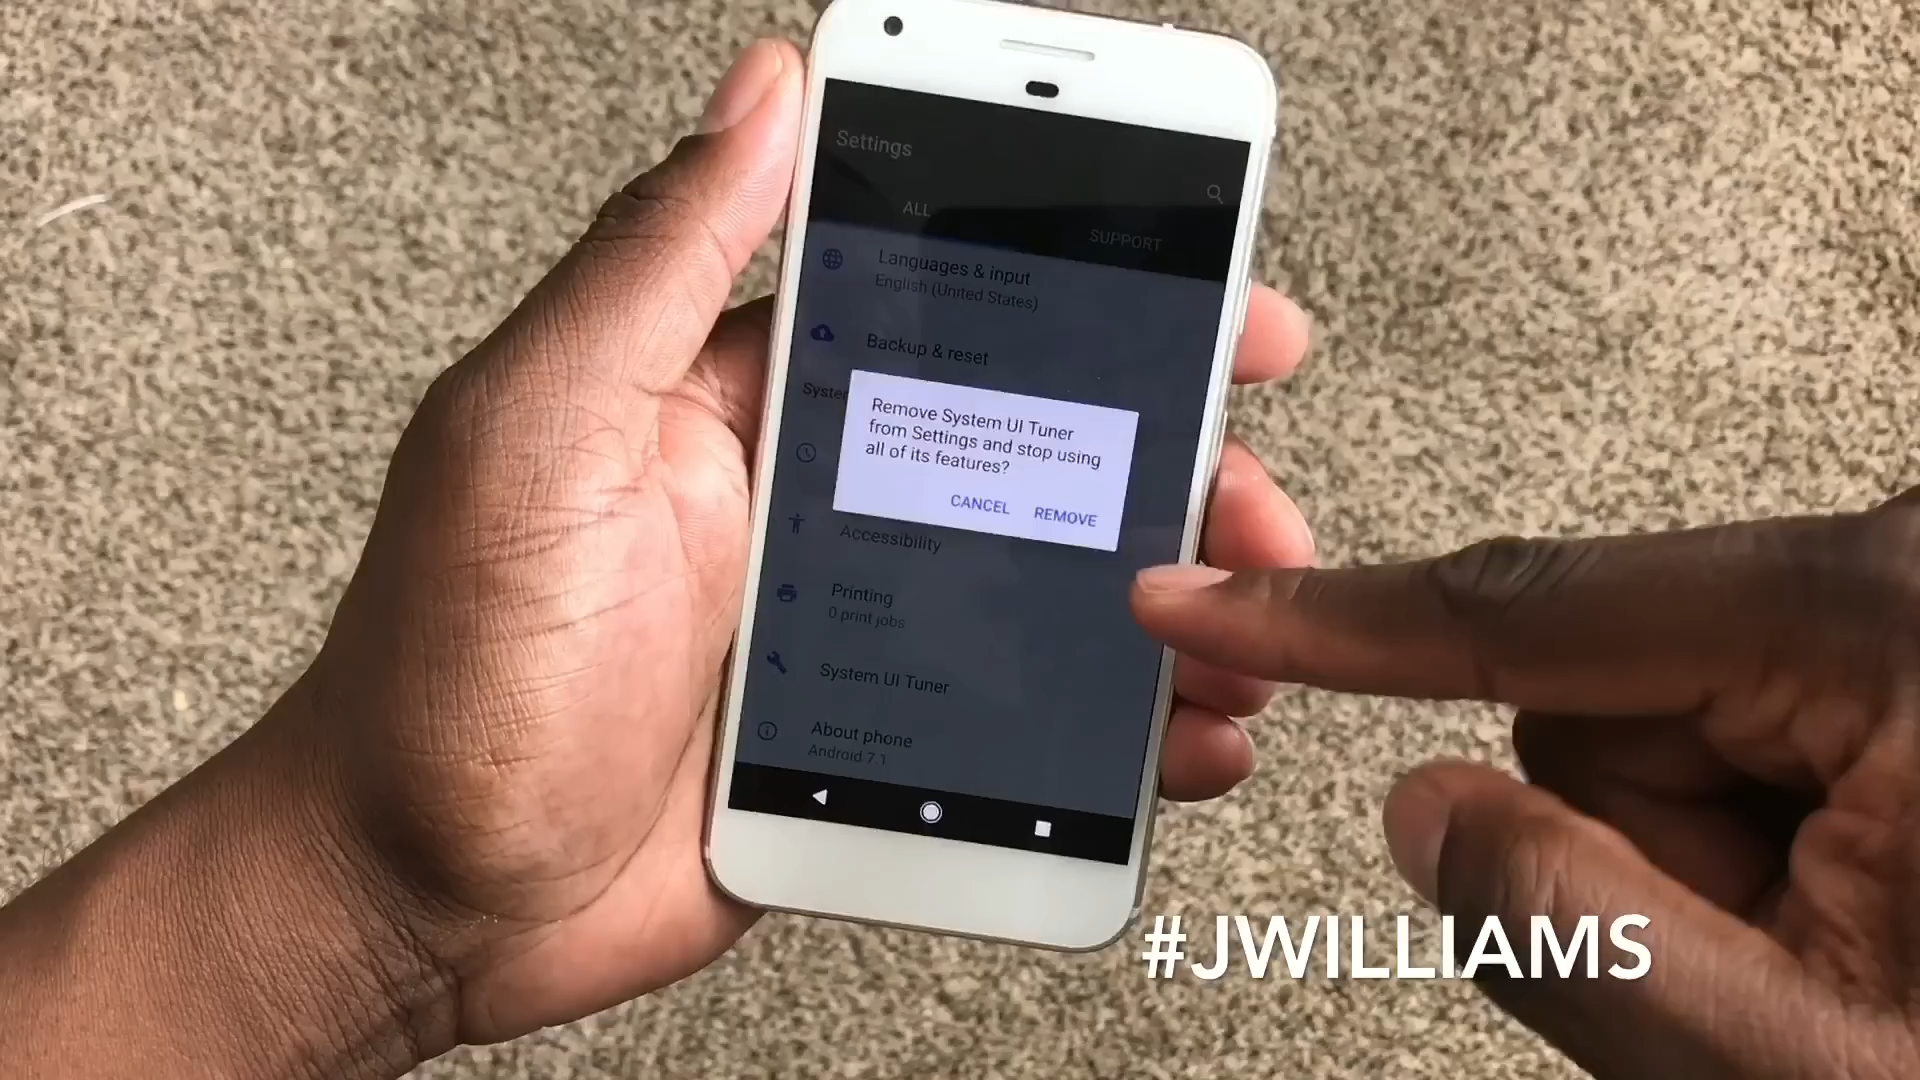 Settings
ALL
SUPPORT
Languages & input
English (United States)
Backup & reset
System
Remove System UI Tuner
from Settings and stop using
all of its features?
CANCEL REMOVE
Accessibility
Printing
0 print jobs
System UI Tuner
About phone
Android 7.1
#JWILLIAMS